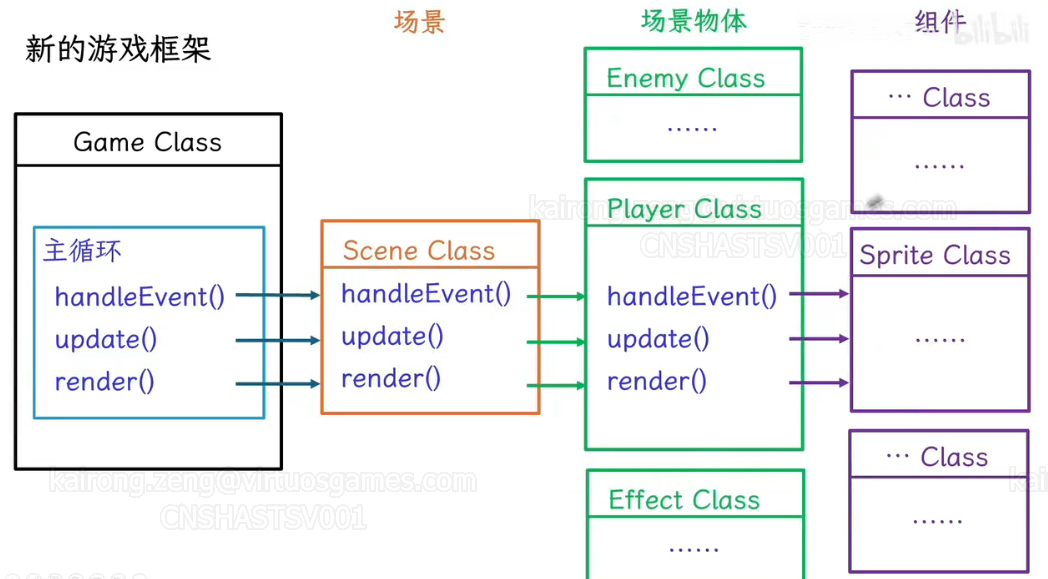 新的游戏框架
场景
场景物体
组件
bilibili
Game Class
主循环
handleEvent()
update()
render()
Scene Class
handleEvent()
update()
render()
Enemy Class
......
Player Class
handleEvent()
update()
render()
Effect Class
......
... Class
......
Sprite Class
......
... Class
......
kairong.zeng@virtuosgames.com
CNSHASTSV001
kairong.zeng@virtuosgames.com
CNSHASTSV001
kai